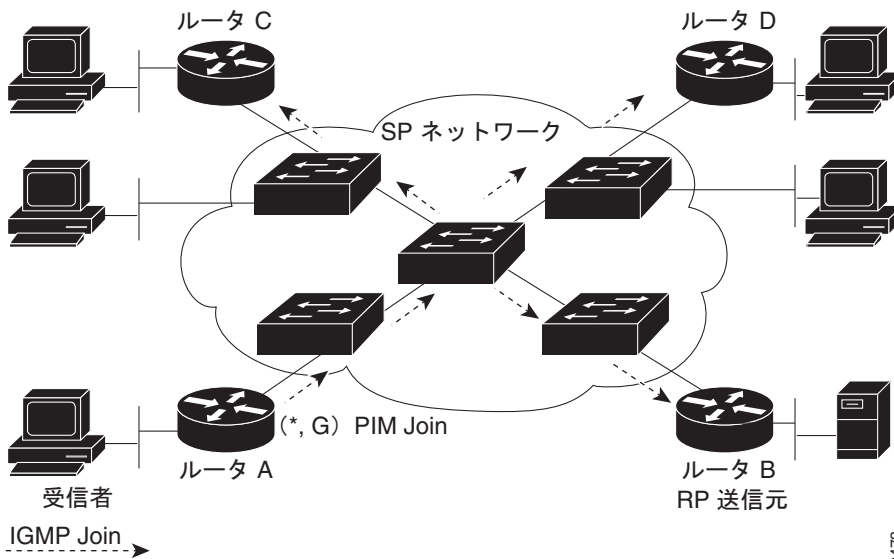 ルータ C
ルータ D
SP ネットワーク
(*, G) PIM Join
ルータ A
ルータ B
受信者
RP 送信元
IGMP Join